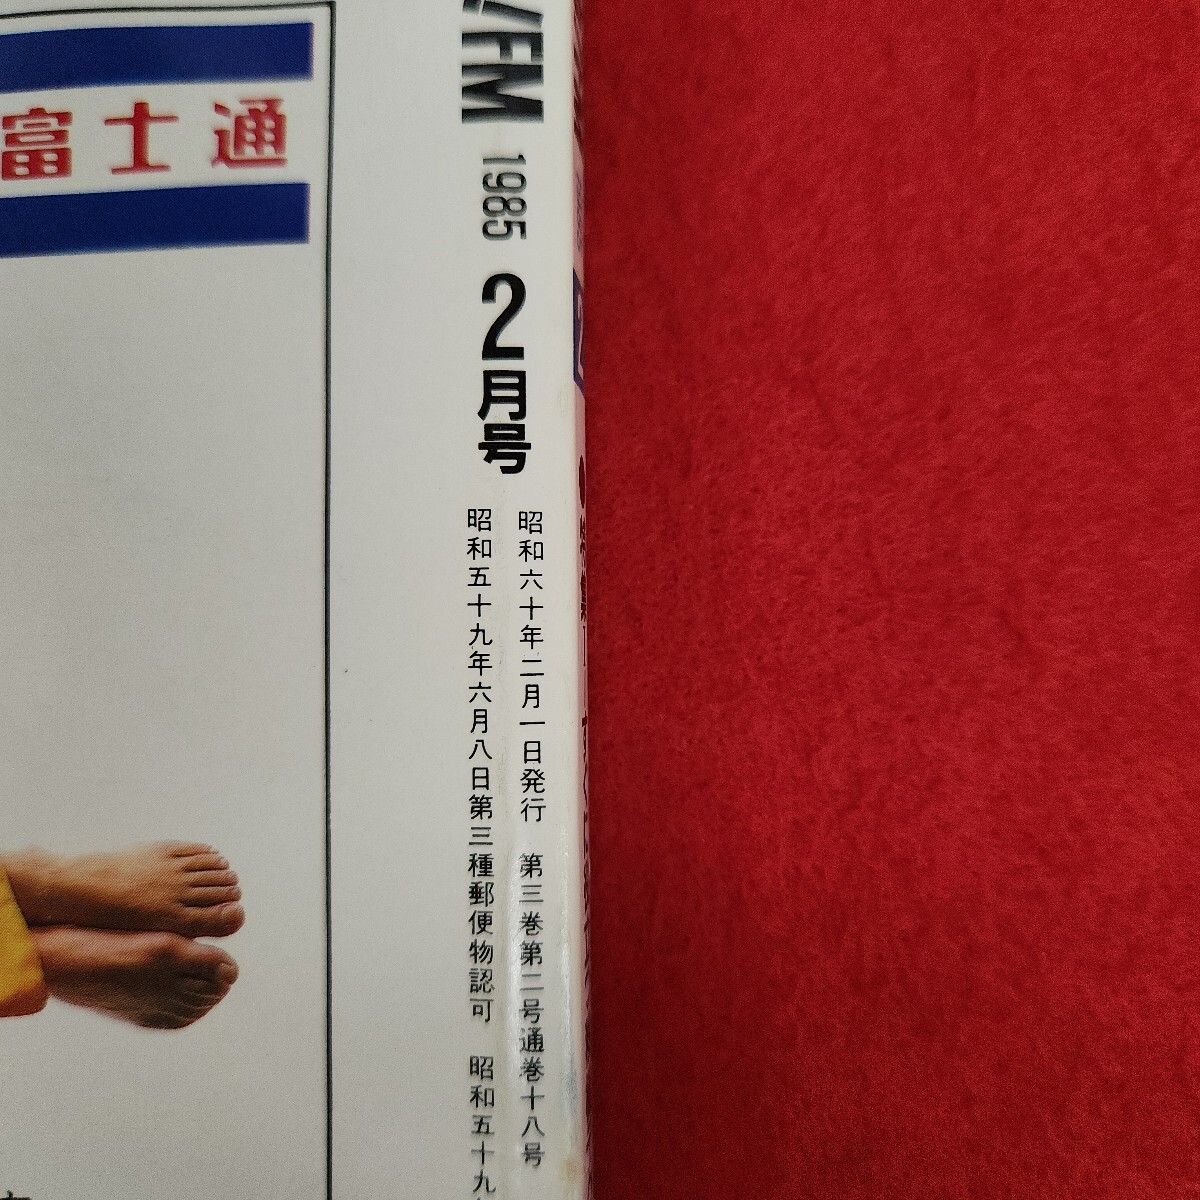 富士通
!FM 1985 2月号
昭和六十年二月一日発行 第三巻第二号通巻十八号
昭和五十九年六月八日第三種郵便物認可 昭和五十九